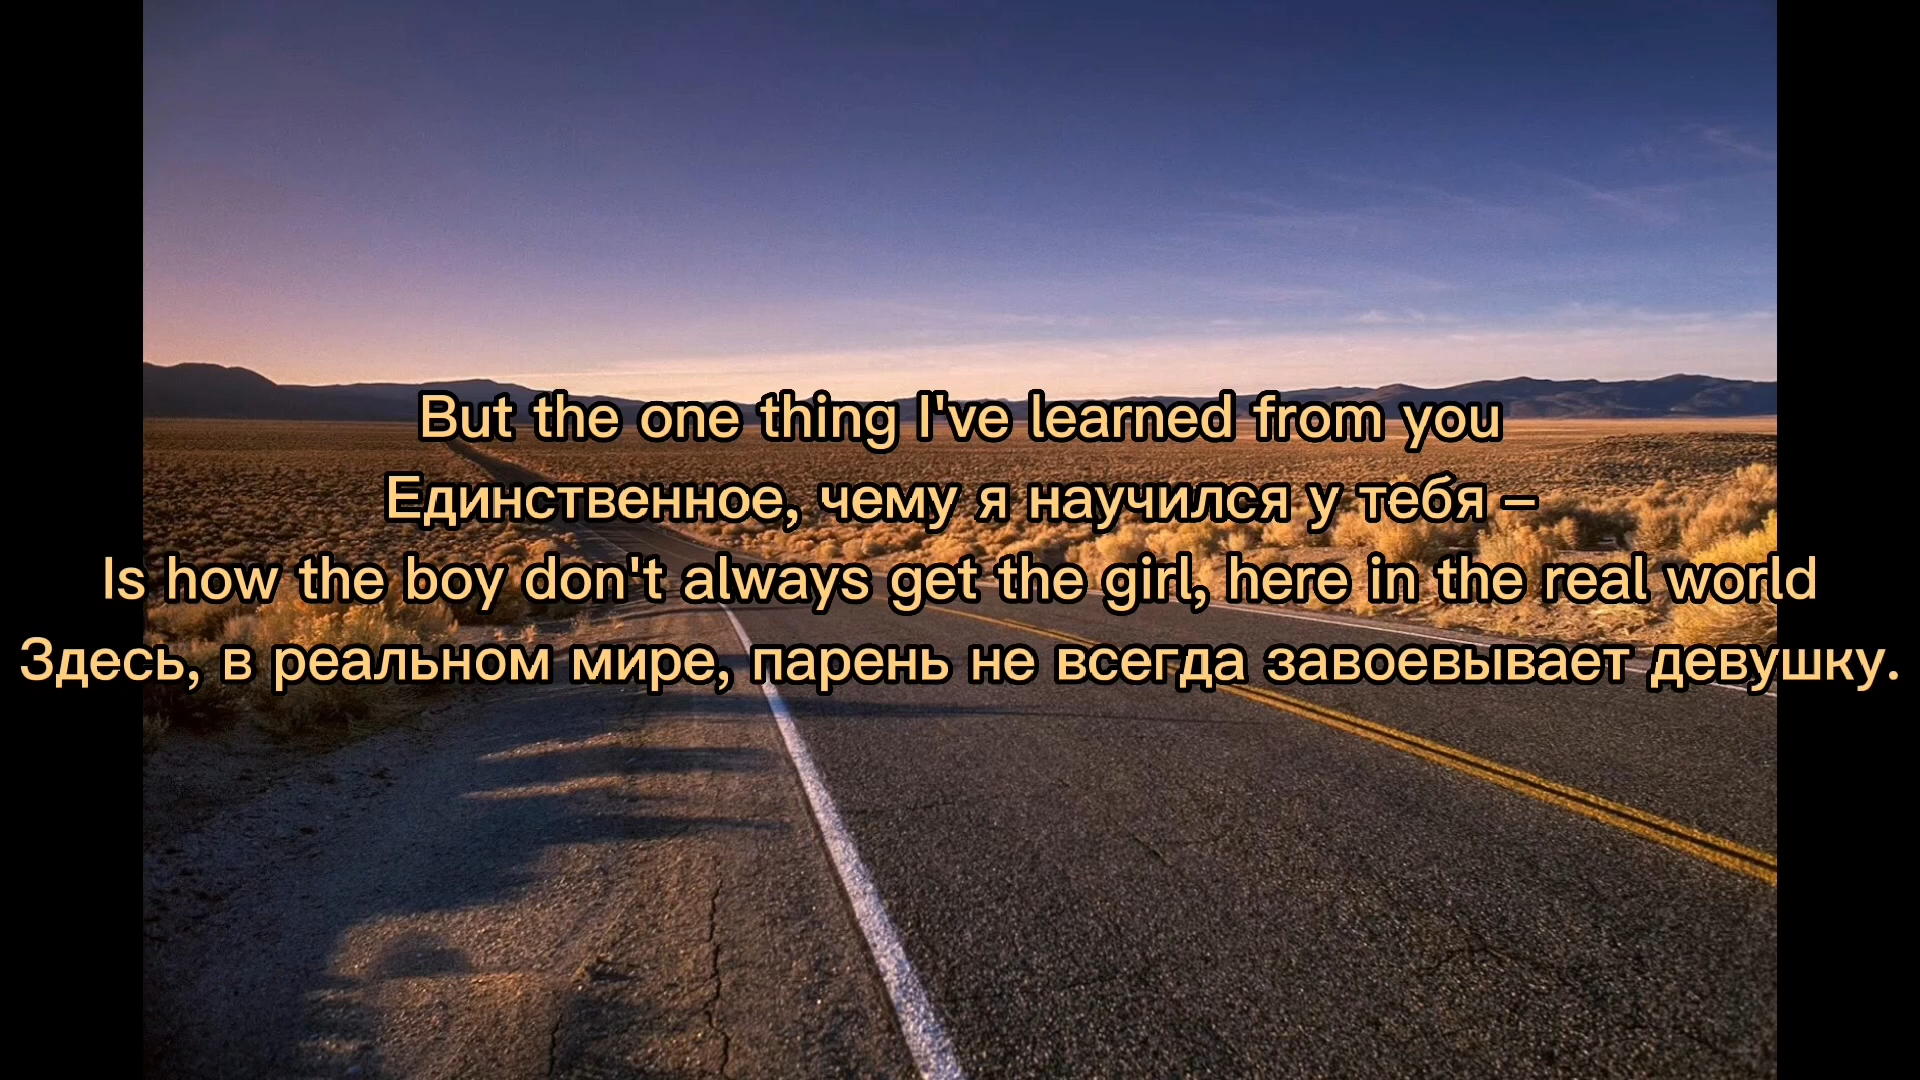 But the one thing I've learned from you
Единственное, чему я научился у тебя –
Is how the boy don't always get the girl, here in the real world
Здесь, в реальном мире, парень не всегда завоевывает девушку.